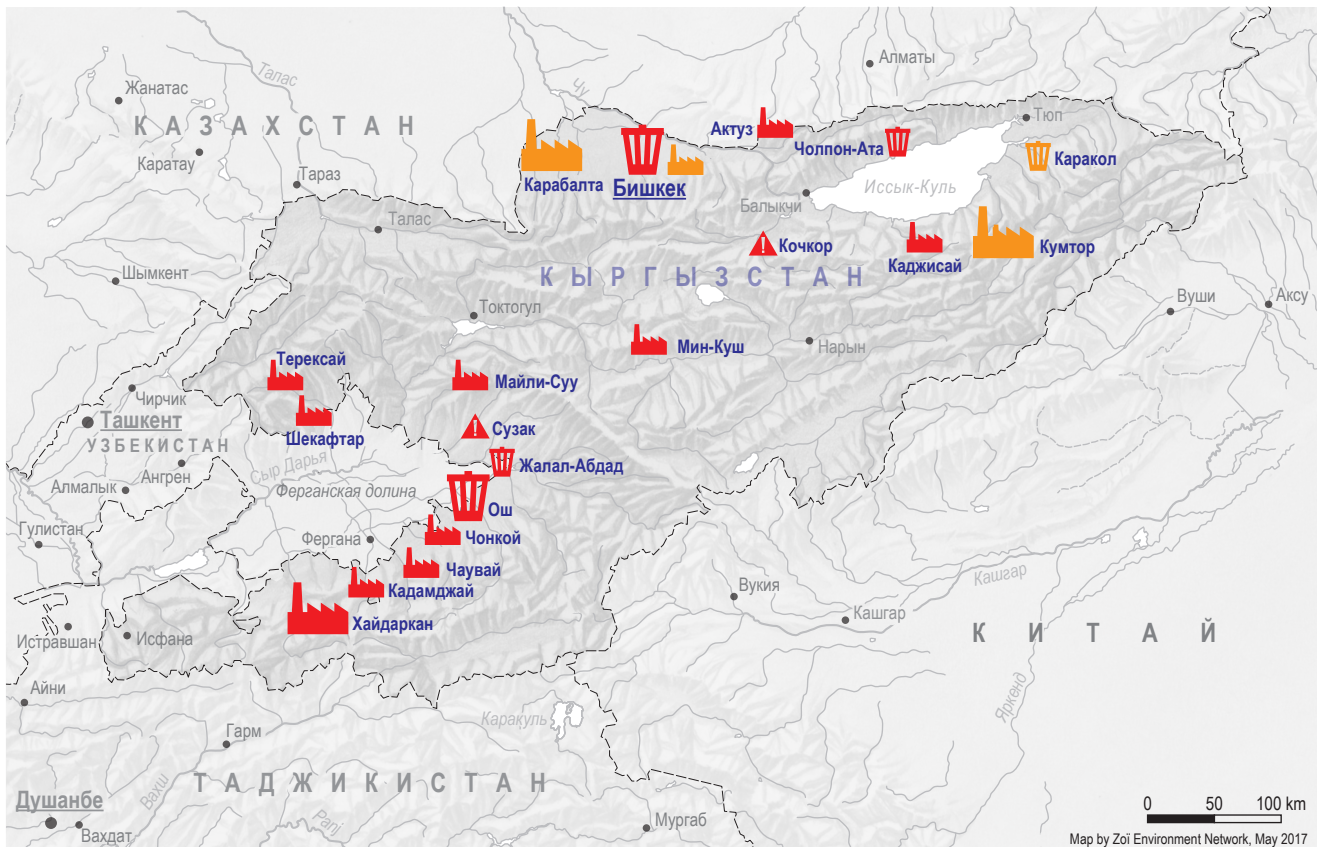 Алматы
Талас
Чу
Жанатас
КАЗАХСТАН
Каратау
Тараз
Актуз
Тюп
Чолпон-Ата
Каракол
Карабалта
Бишкек
Иссык-Куль
Балыкчи
Талас
Кочкор
Каджисай
Кумтор
КЫРГЫЗСТАН
Шымкент
Вуши
Аксу
Токтогул
Мин-Куш
Нарын
Терексай
Майли-Суу
Чирчик
Ташкент
Шекафтар
Сузак
УЗБЕКИСТАН
Сыр Дарья
Жалал-Абдад
Ангрен
Алмалык
Ферганская долина
Ош
Гулистан
Фергана
Чонкой
Чаувай
Кашгар
Вукия
Кадамджай
Хайдаркан
Кашгар
Истравшан
Исфана
КИТАЙ
Айни
Яркенд
Каракуль
Гарм
Вахш
ТАДЖИКИСТАН
Душанбе
Вахдат
Panj
Мургаб
0 50 100 km
Map by Zoï Environment Network, May 2017